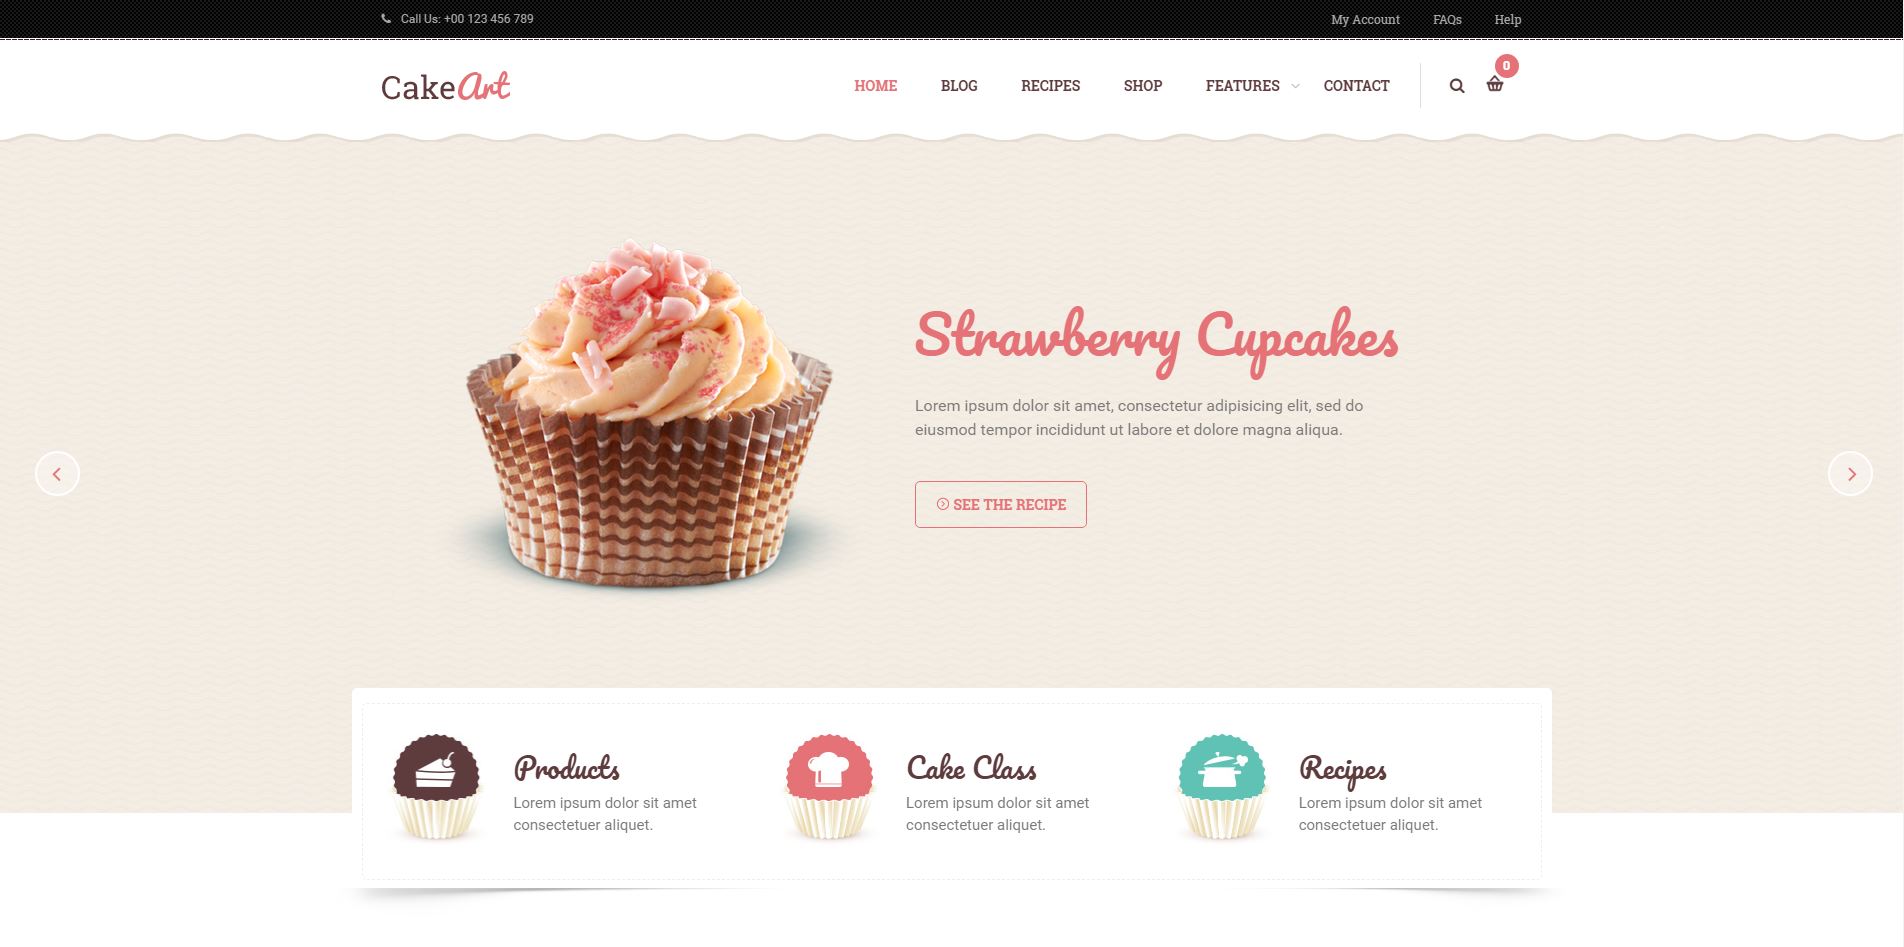 Call Us: +00 123 456 789
My Account FAQs Help
CakeArt
HOME BLOG RECIPES SHOP FEATURES CONTACT
0
Strawberry Cupcakes
Lorem ipsum dolor sit amet, consectetur adipisicing elit, sed do
eiusmod tempor incididunt ut labore et dolore magna aliqua.
SEE THE RECIPE
Products
Lorem ipsum dolor sit amet
consectetuer aliquet.
Cake Class
Lorem ipsum dolor sit amet
consectetuer aliquet.
Recipes
Lorem ipsum dolor sit amet
consectetuer aliquet.